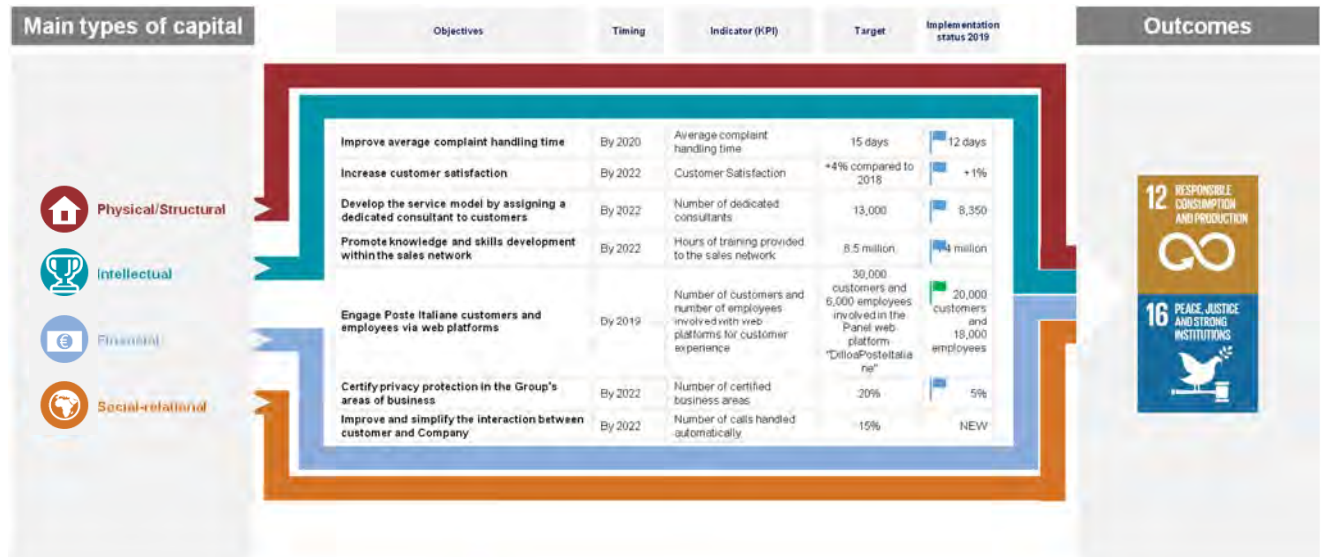 Main types of capital
Objectives
Timing
Indicator (KPI)
Target
Implementation
status 2019
Outcomes
Physical/Structural
Intellectual
Financial
Social-relational
Improve average complaint handling time
By 2020
Average complaint
handling time
15 days
12 days
Increase customer satisfaction
By 2022
Customer Satisfaction
+4% compared to
2018
+1%
Develop the service model by assigning a
dedicated consultant to customers
By 2022
Number of dedicated
consultants
13,000
8,350
Promote knowledge and skills development
within the sales network
By 2022
Hours of training provided
to the sales network
8.5 million
4 million
Engage Poste Italiane customers and
employees via web platforms
By 2019
Number of customers and
number of employees
involved with web
platforms for customer
experience
30,000
customers and
6,000 employees
involved in the
Panel web
platform
"DilloaPosteItalia
ne"
20,000
customers
and
18,000
employees
Certify privacy protection in the Group's
areas of business
By 2022
Number of certified
business areas
20%
5%
Improve and simplify the interaction between
customer and Company
By 2022
Number of calls handled
automatically
15%
NEW
12 RESPONSIBLE
CONSUMPTION
AND PRODUCTION
16 PEACE, JUSTICE
AND STRONG
INSTITUTIONS